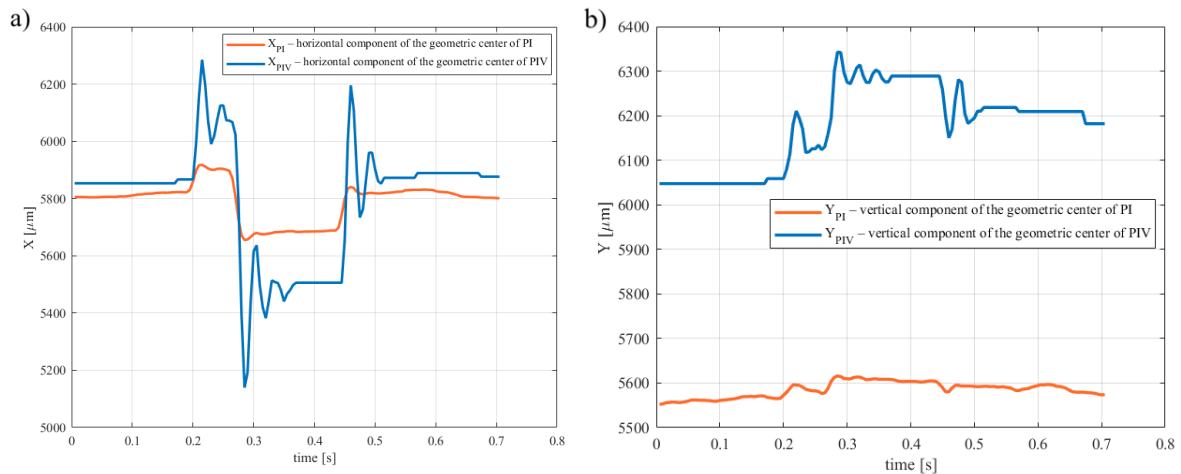 a)
6400
6200
6000
5800
5600
5400
5200
5000
X [μm]
X_PI – horizontal component of the geometric center of PI
X_PIV – horizontal component of the geometric center of PIV
0 0.1 0.2 0.3 0.4 0.5 0.6 0.7 0.8
time [s]
b)
6400
6300
6200
6100
6000
5900
5800
5700
5600
5500
Y [μm]
Y_PI – vertical component of the geometric center of PI
Y_PIV – vertical component of the geometric center of PIV
0 0.1 0.2 0.3 0.4 0.5 0.6 0.7 0.8
time [s]